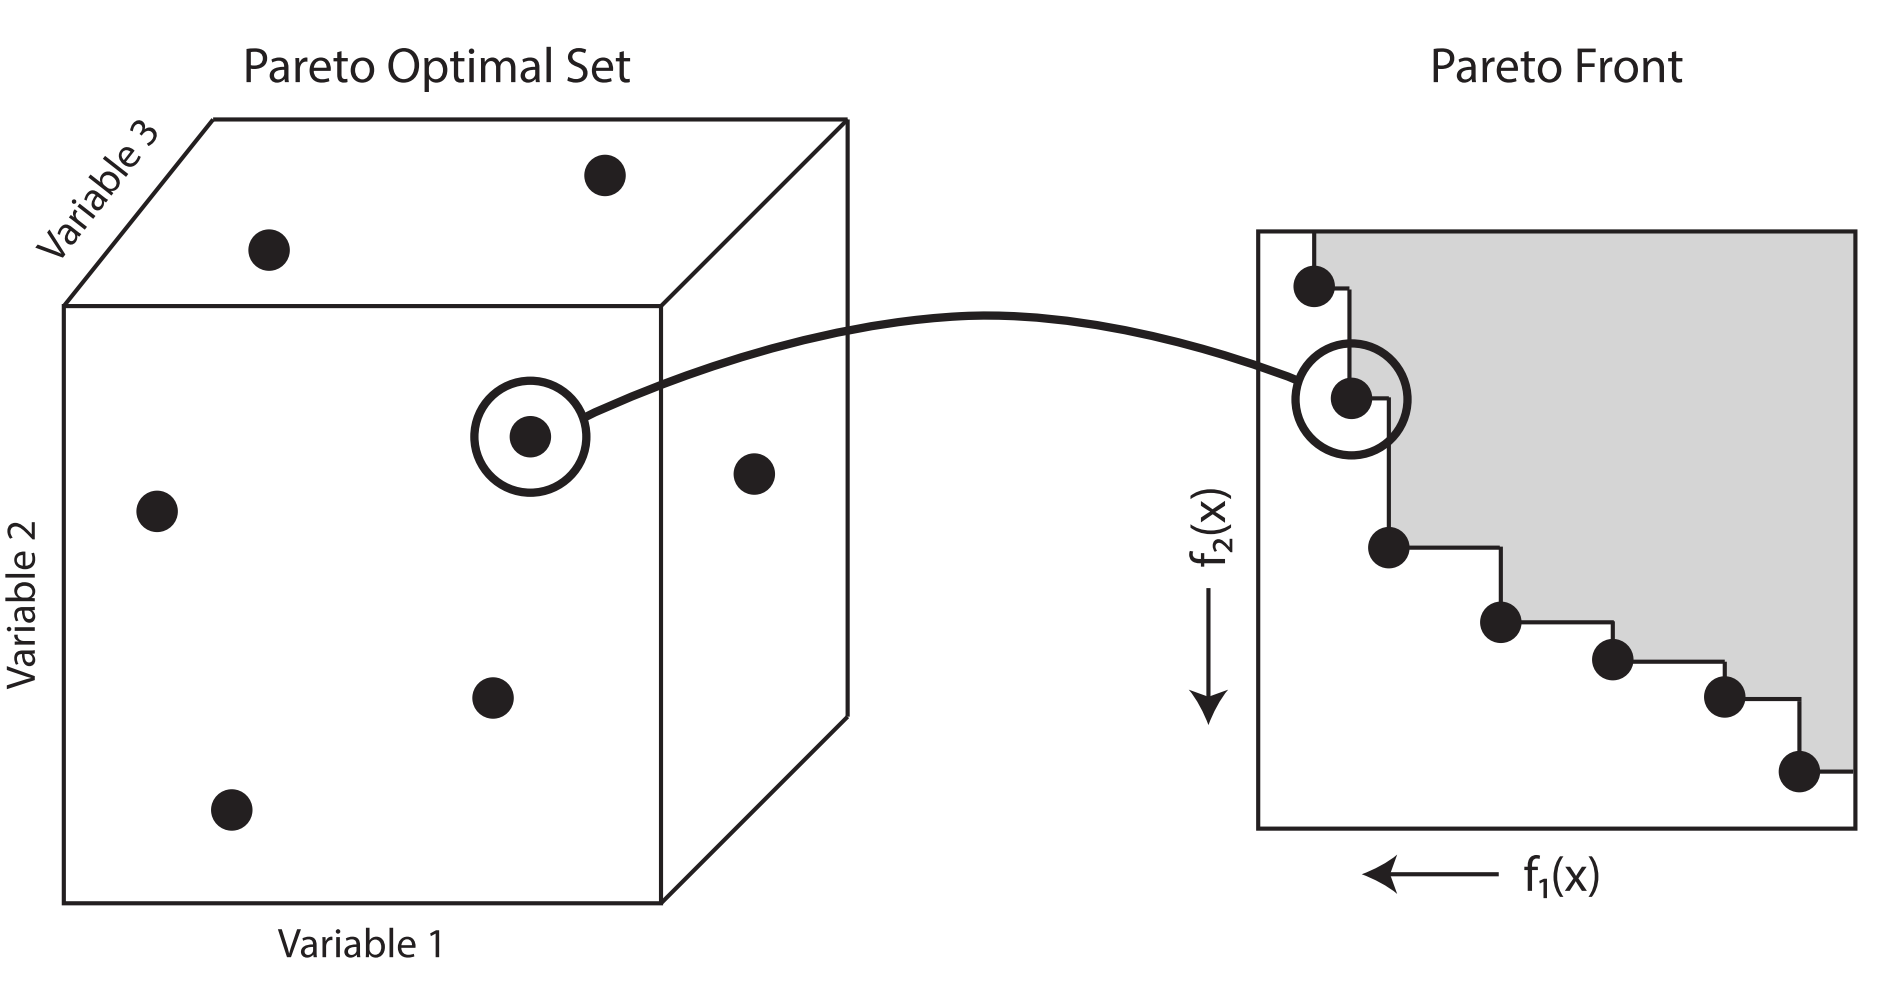 Pareto Optimal Set
Pareto Front
Variable 3
Variable 2
Variable 1
f₂(x)
f₁(x)